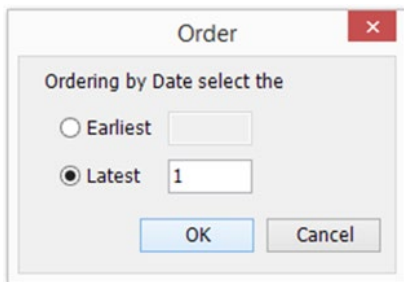 Order
Ordering by Date select the
Earliest
Latest 1
OK Cancel